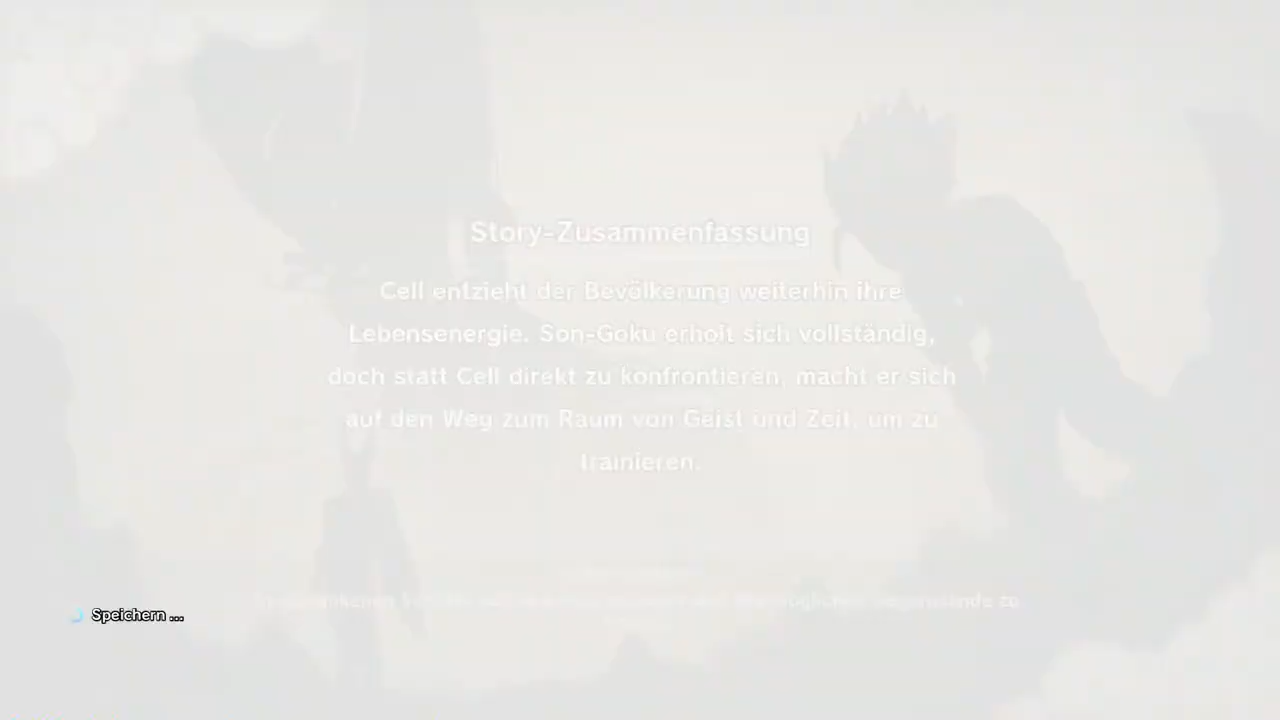 Story-Zusammenfassung
Cell entzieht der Bevölkerung weiterhin ihre
Lebensenergie. Son-Goku erholt sich vollständig,
doch statt Cell direkt zu konfrontieren, macht er sich
auf den Weg zum Raum von Geist und Zeit, um zu
trainieren.
zu
Speichern ...